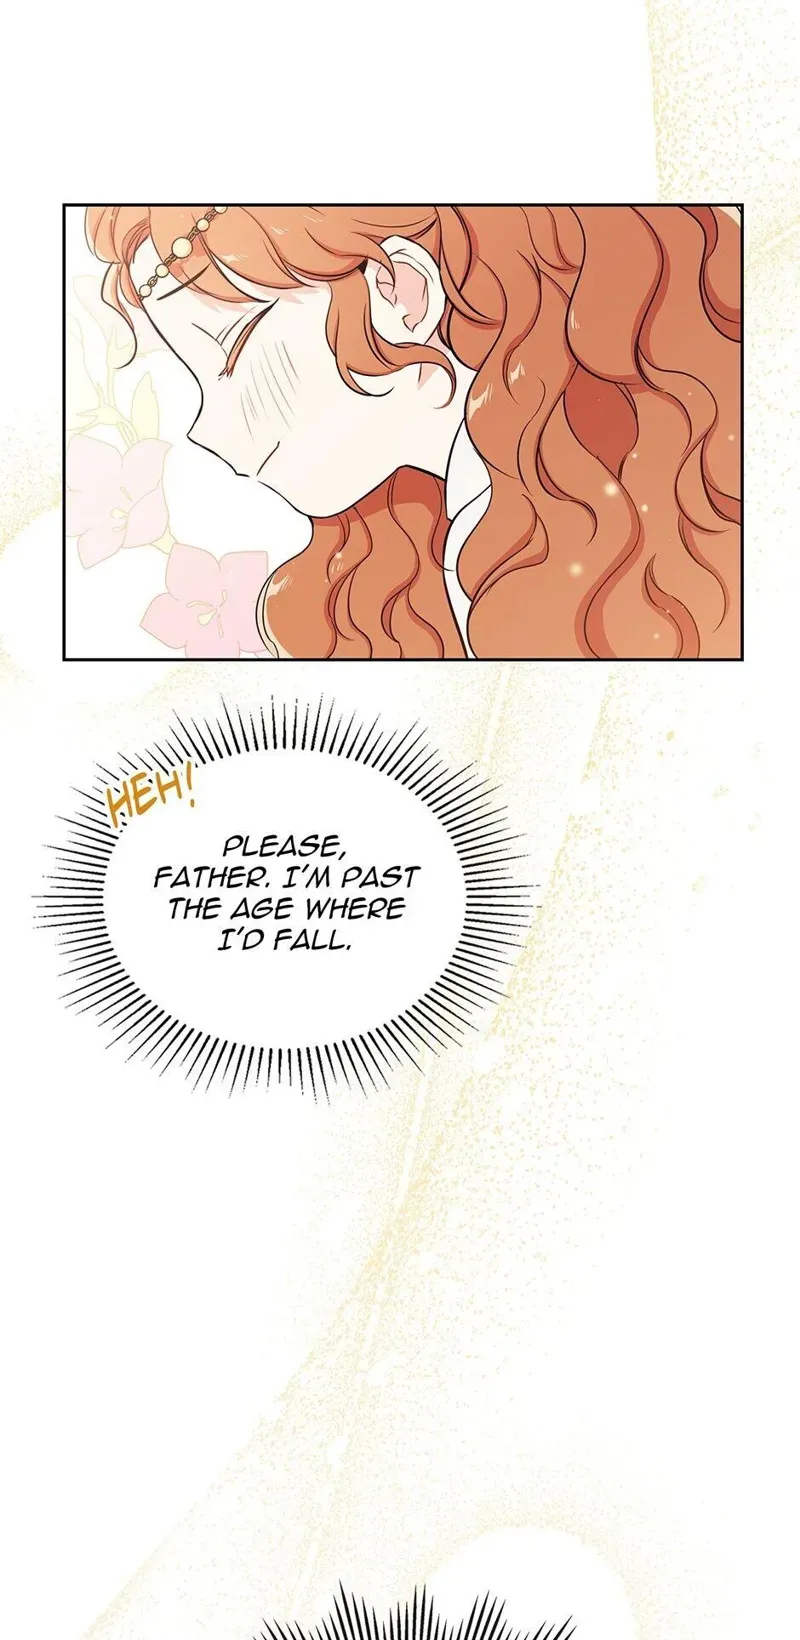 HEH!
PLEASE,
FATHER. I'M PAST
THE AGE WHERE
I'D FALL.